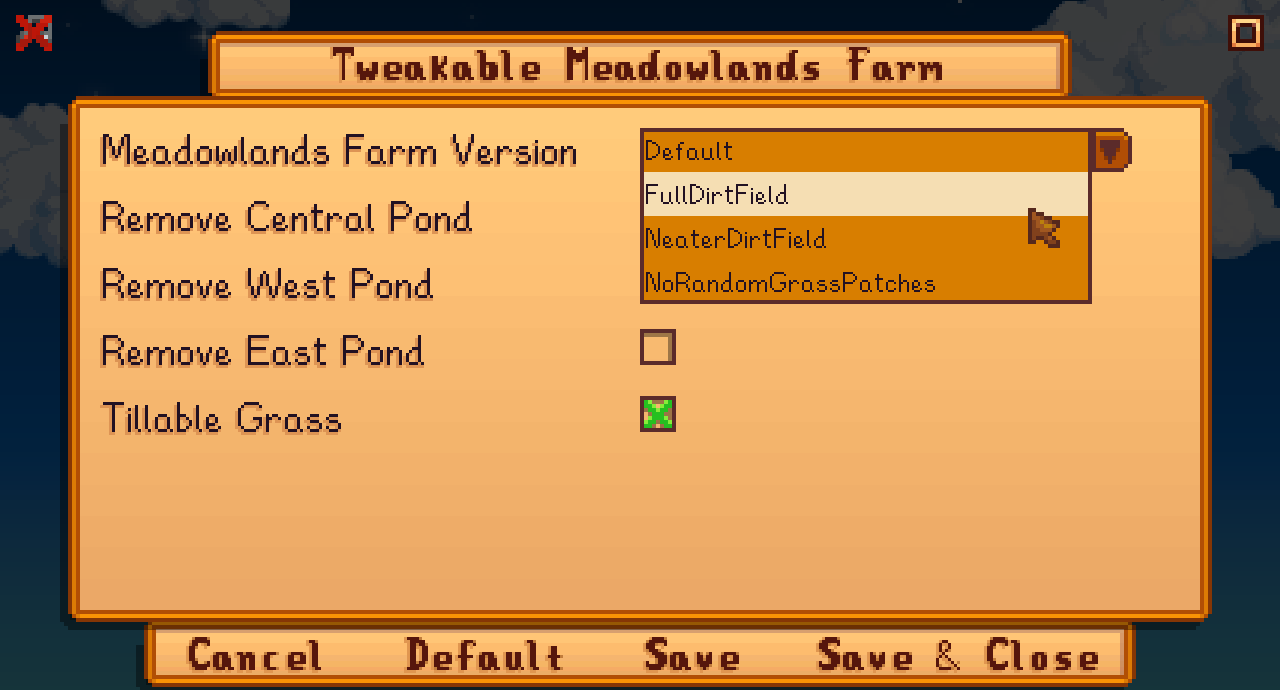 Tweakable Meadowlands Farm
Meadowlands Farm Version
Default
FullDirtField
Remove Central Pond
NeaterDirtField
Remove West Pond
NoRandomGrassPatches
Remove East Pond
Tillable Grass
Cancel Default Save Save & Close